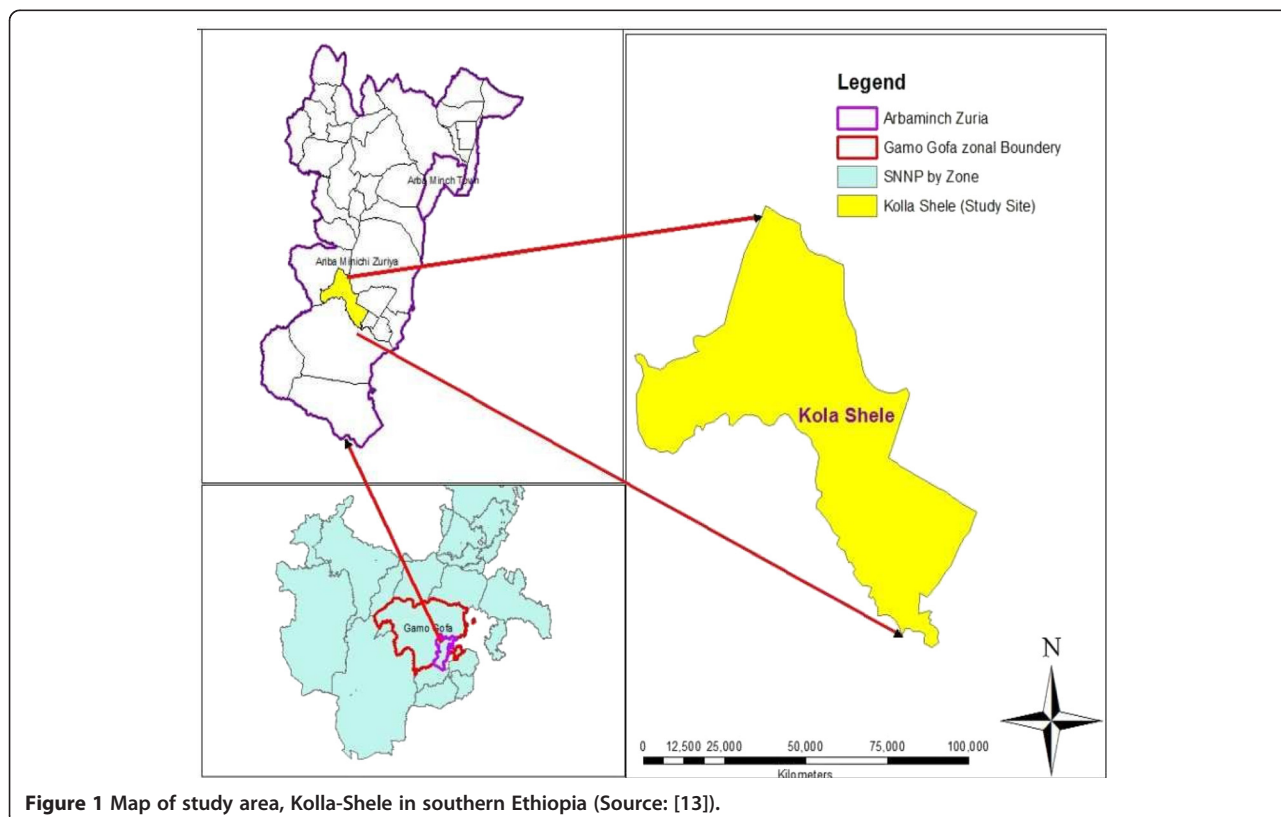 Legend
Arbaminch Zuria
Gamo Gofa zonal Boundary
SNNP by Zone
Kolla Shele (Study Site)
Arba Minch Town
Ariba Minichi Zuriya
Kola Shele
Gamo Gofa
N
0 12,500 25,000 50,000 75,000 100,000
Kilometers
Figure 1 Map of study area, Kolla-Shele in southern Ethiopia (Source: [13]).